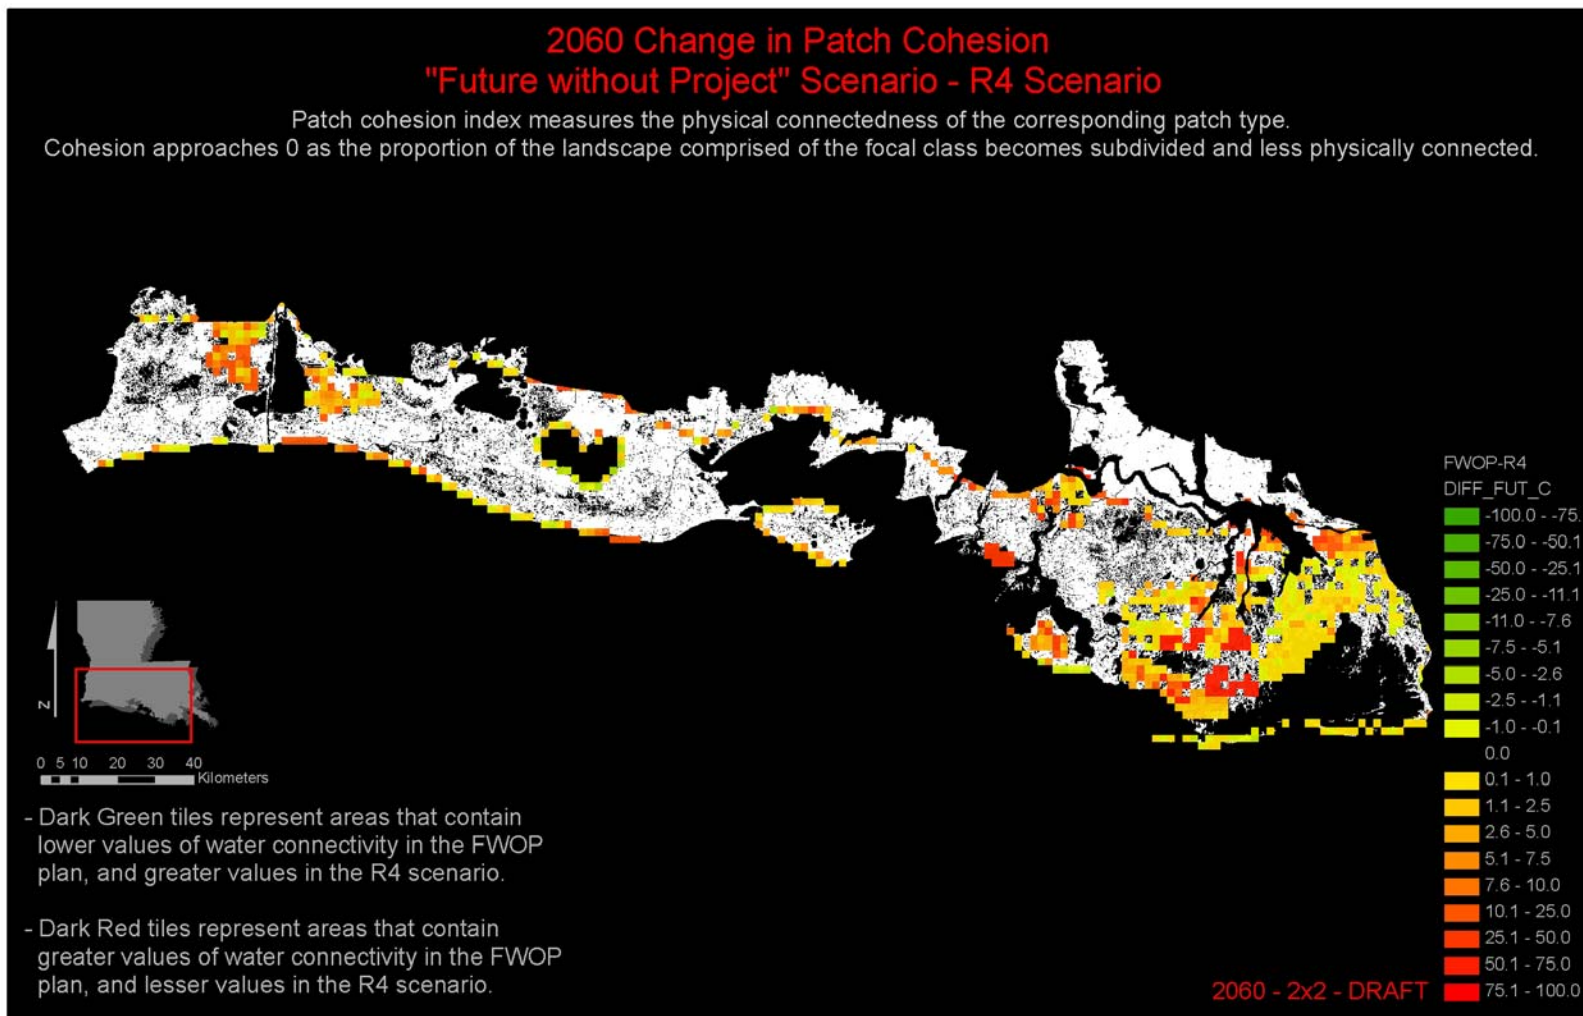 2060 Change in Patch Cohesion
"Future without Project" Scenario - R4 Scenario
Patch cohesion index measures the physical connectedness of the corresponding patch type.
Cohesion approaches 0 as the proportion of the landscape comprised of the focal class becomes subdivided and less physically connected.
FWOP-R4
DIFF_FUT_C
-100.0 - -75.
-75.0 - -50.1
-50.0 - -25.1
-25.0 - -11.1
-11.0 - -7.6
-7.5 - -5.1
-5.0 - -2.6
-2.5 - -1.1
-1.0 - -0.1
0.0
0.1 - 1.0
1.1 - 2.5
2.6 - 5.0
5.1 - 7.5
7.6 - 10.0
10.1 - 25.0
25.1 - 50.0
50.1 - 75.0
75.1 - 100.0
N
0 5 10 20 30 40
Kilometers
- Dark Green tiles represent areas that contain
lower values of water connectivity in the FWOP
plan, and greater values in the R4 scenario.
- Dark Red tiles represent areas that contain
greater values of water connectivity in the FWOP
plan, and lesser values in the R4 scenario.
2060 - 2x2 - DRAFT